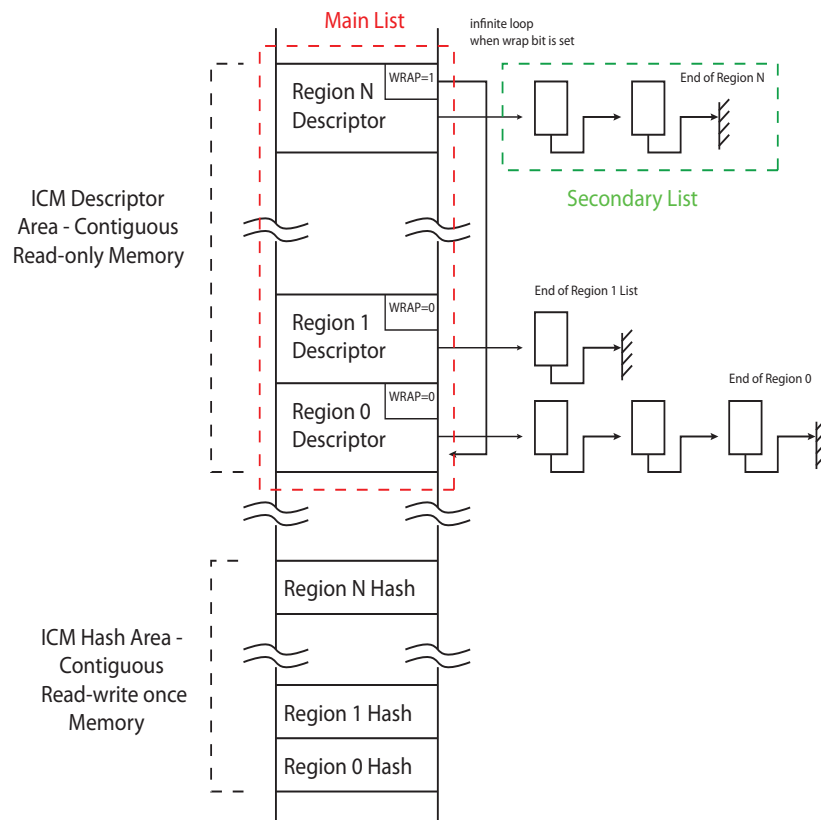 Main List
infinite loop
when wrap bit is set
WRAP=1
Region N
Descriptor
End of Region N
Secondary List
ICM Descriptor
Area - Contiguous
Read-only Memory
WRAP=0
Region 1
Descriptor
End of Region 1 List
WRAP=0
Region 0
Descriptor
End of Region 0
Region N Hash
ICM Hash Area -
Contiguous
Read-write once
Memory
Region 1 Hash
Region 0 Hash